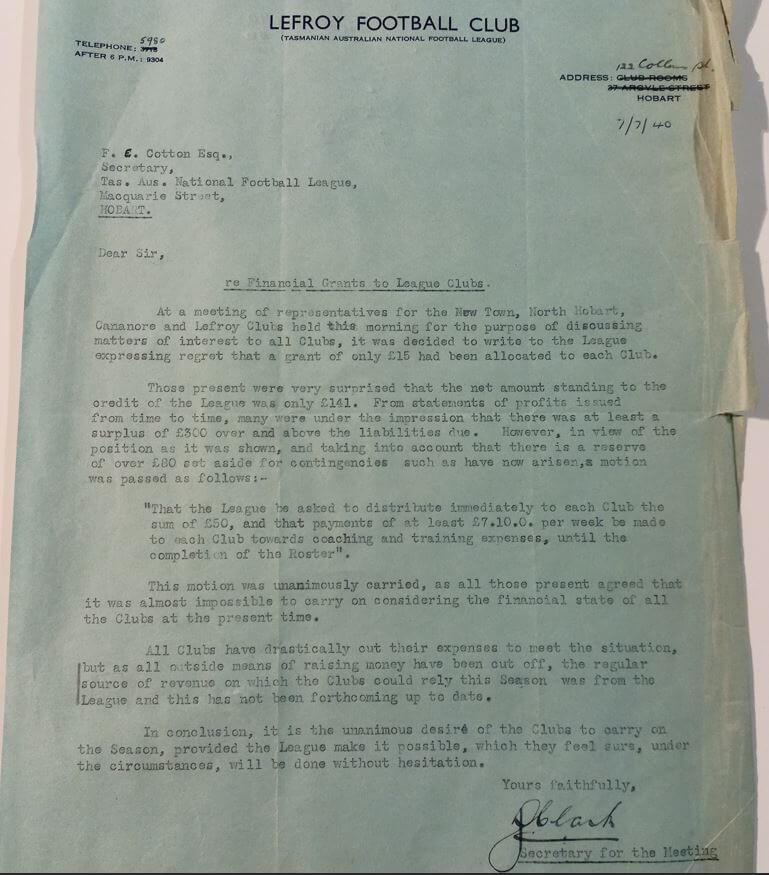 LEFROY FOOTBALL CLUB
(TASMANIAN AUSTRALIAN NATIONAL FOOTBALL LEAGUE)
5980
TELEPHONE: 3715
AFTER 6 P.M.: 9304
122 Collins St.
ADDRESS: CLUB-ROOMS
37 ARGYLE STREET
HOBART
7/7/40
F. E. Cotton Esq.,
Secretary,
Tas. Aus. National Football League,
Macquarie Street,
HOBART.
Dear Sir,
re Financial Grants to League Clubs.
At a meeting of representatives for the New Town, North Hobart,
Cananore and Lefroy Clubs held this morning for the purpose of discussing
matters of interest to all Clubs, it was decided to write to the League
expressing regret that a grant of only £15 had been allocated to each Club.
Those present were very surprised that the net amount standing to the
credit of the League was only £141. From statements of profits issued
from time to time, many were under the impression that there was at least a
surplus of £300 over and above the liabilities due. However, in view of the
position as it was shown, and taking into account that there is a reserve
of over £80 set aside for contingencies such as have now arisen,a motion
was passed as follows:-
"That the League be asked to distribute immediately to each Club the
sum of £50, and that payments of at least £7.10.0. per week be made
to each Club towards coaching and training expenses, until the
completion of the Roster".
This motion was unanimously carried, as all those present agreed that
it was almost impossible to carry on considering the financial state of all
the Clubs at the present time.
All Clubs have drastically cut their expenses to meet the situation,
but as all outside means of raising money have been cut off, the regular
source of revenue on which the Clubs could rely this Season was from the
League and this has not been forthcoming up to date.
In conclusion, it is the unanimous desire of the Clubs to carry on
the Season, provided the League make it possible, which they feel sure, under
the circumstances, will be done without hesitation.
Yours faithfully,
Clark
Secretary for the Meeting